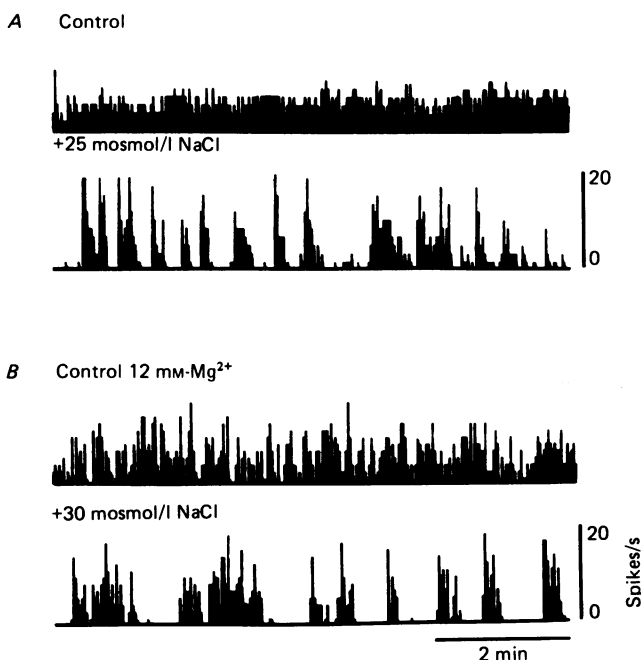 A Control
+25 mosmol/l NaCl
20
0
B Control 12 mM-Mg²⁺
+30 mosmol/l NaCl
20
0
Spikes/s
2 min